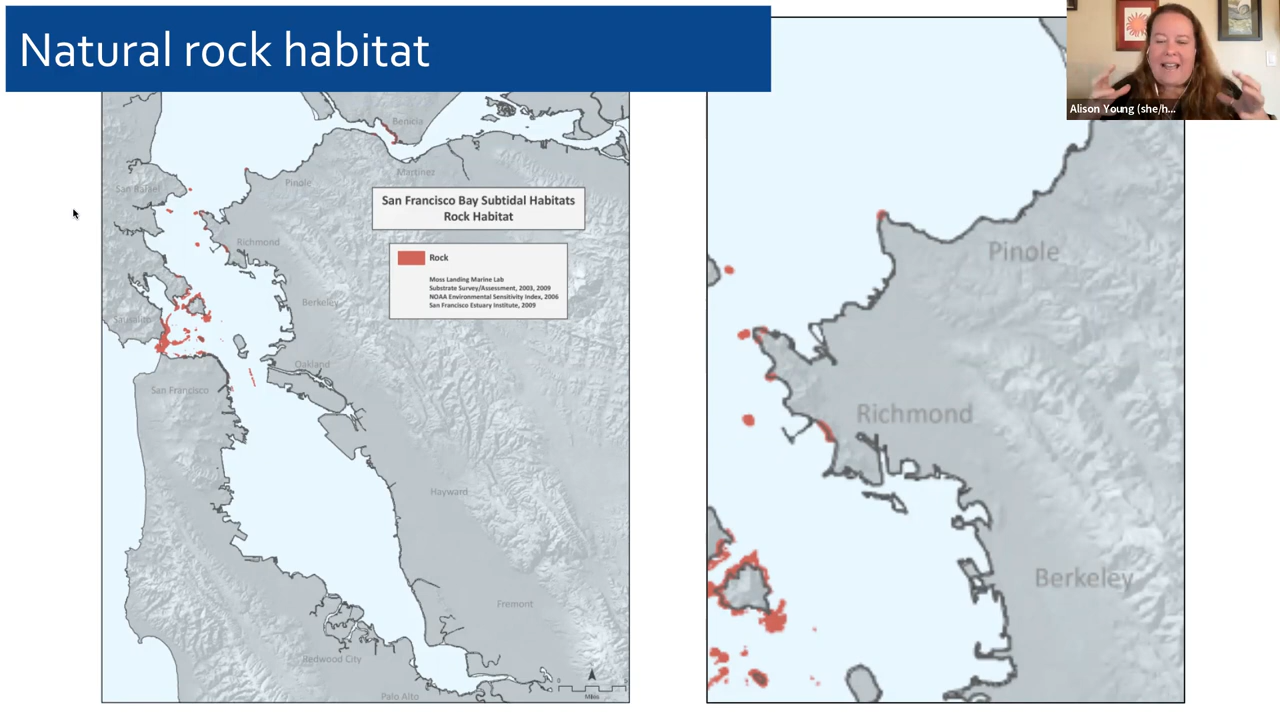 Natural rock habitat
Alison Young (she/h...
Benicia
Martinez
San Rafael
Pinole
San Francisco Bay Subtidal Habitats
Rock Habitat
Richmond
Rock
Moss Landing Marine Lab
Substrate Survey/Assessment, 2003, 2009
NOAA Environmental Sensitivity Index, 2006
San Francisco Estuary Institute, 2009
Berkeley
Sausalito
Oakland
San Francisco
Hayward
Fremont
Redwood City
Palo Alto
Miles
Pinole
Richmond
Berkeley